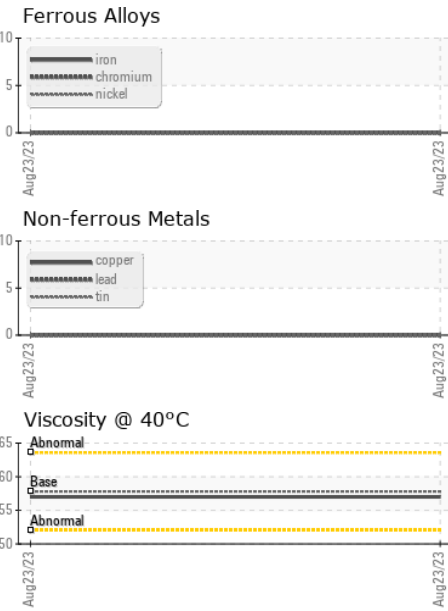 Ferrous Alloys
10
iron
chromium
nickel
5
0
Aug23/23
Aug23/23
Non-ferrous Metals
10
copper
lead
tin
5
0
Aug23/23
Aug23/23
Viscosity @ 40°C
65
Abnormal
60
Base
55
Abnormal
50
Aug23/23
Aug23/23